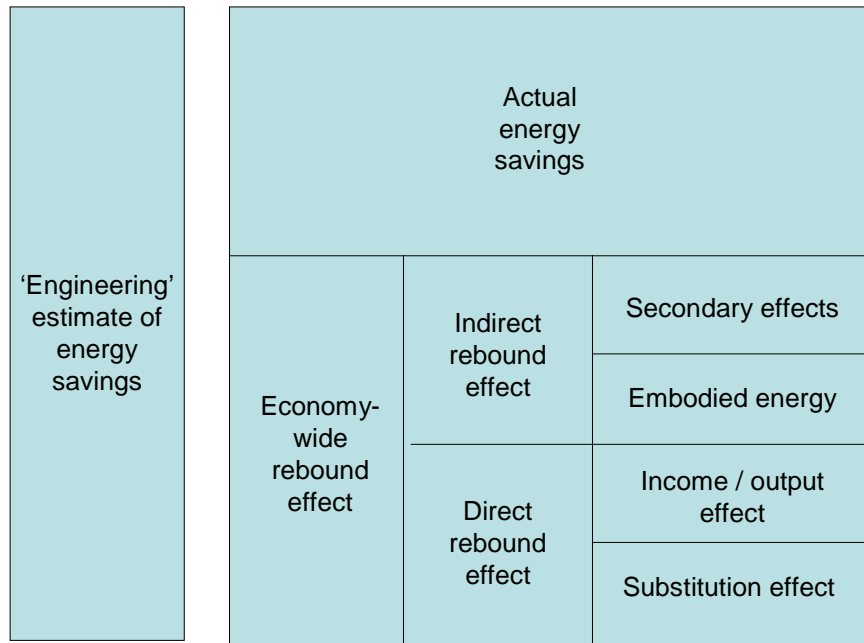 ‘Engineering’
estimate of
energy
savings
Actual
energy
savings
Economy-
wide
rebound
effect
Indirect
rebound
effect
Direct
rebound
effect
Secondary effects
Embodied energy
Income / output
effect
Substitution effect